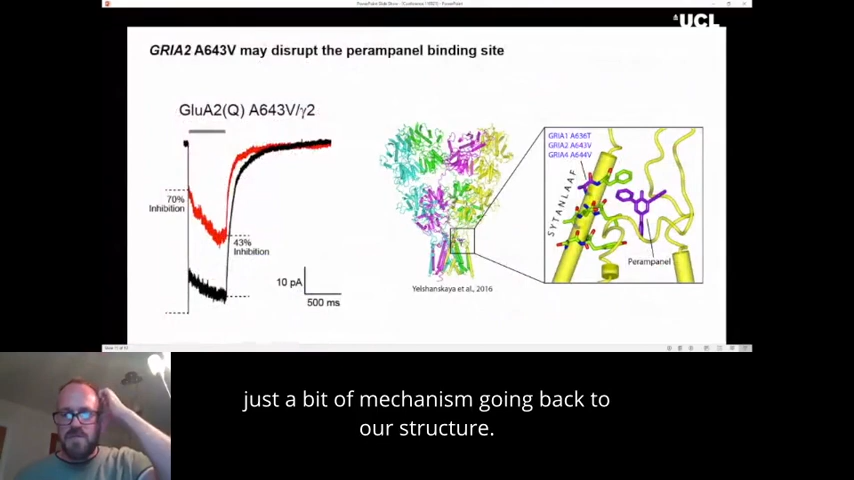 UCL
GRIA2 A643V may disrupt the perampanel binding site
GluA2(Q) A643V/γ2
70%
Inhibition
43%
Inhibition
10 pA
500 ms
Yelshanskaya et al., 2016
GRIA1 A636T
GRIA2 A643V
GRIA4 A644V
SYTANLAAF
Perampanel
just a bit of mechanism going back to
our structure.